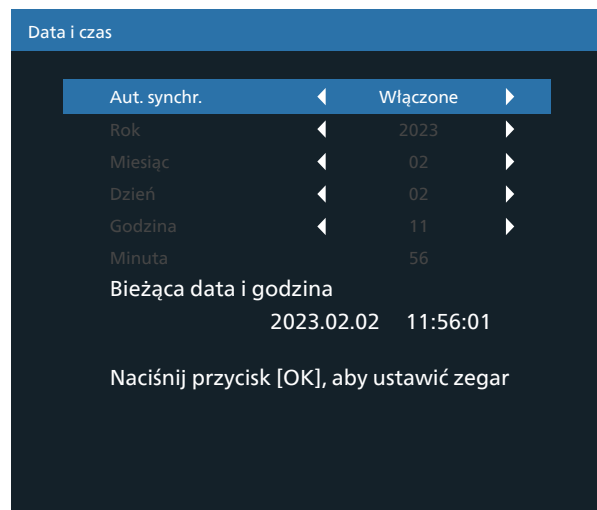 Data i czas
Aut. synchr. Włączone
Rok 2023
Miesiąc 02
Dzień 02
Godzina 11
Minuta 56
Bieżąca data i godzina
2023.02.02 11:56:01
Naciśnij przycisk [OK], aby ustawić zegar